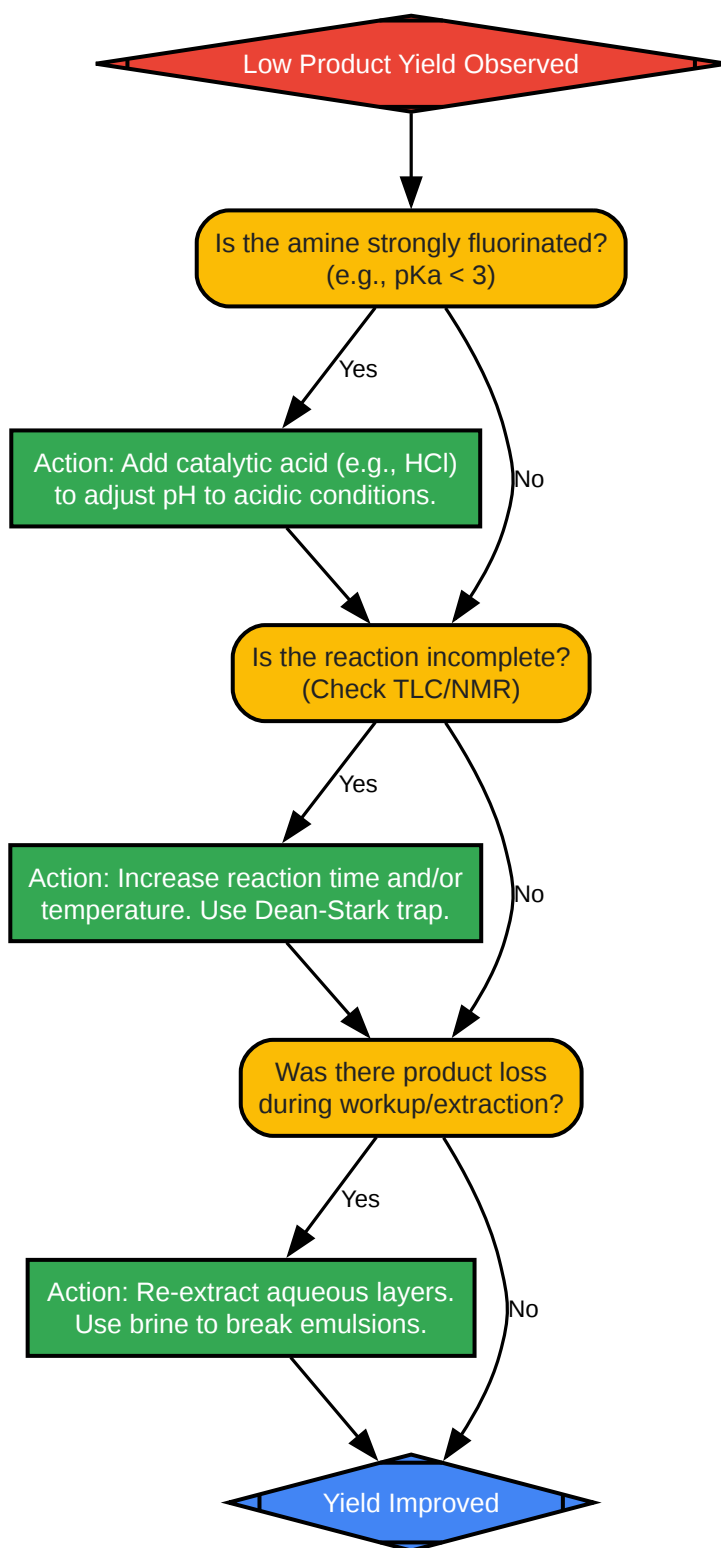 Low Product Yield Observed
Is the amine strongly fluorinated?
(e.g., pKa < 3)
Yes
Action: Add catalytic acid (e.g., HCl)
to adjust pH to acidic conditions.
No
Is the reaction incomplete?
(Check TLC/NMR)
Yes
Action: Increase reaction time and/or
temperature. Use Dean-Stark trap.
No
Was there product loss
during workup/extraction?
Yes
Action: Re-extract aqueous layers.
Use brine to break emulsions.
No
Yield Improved